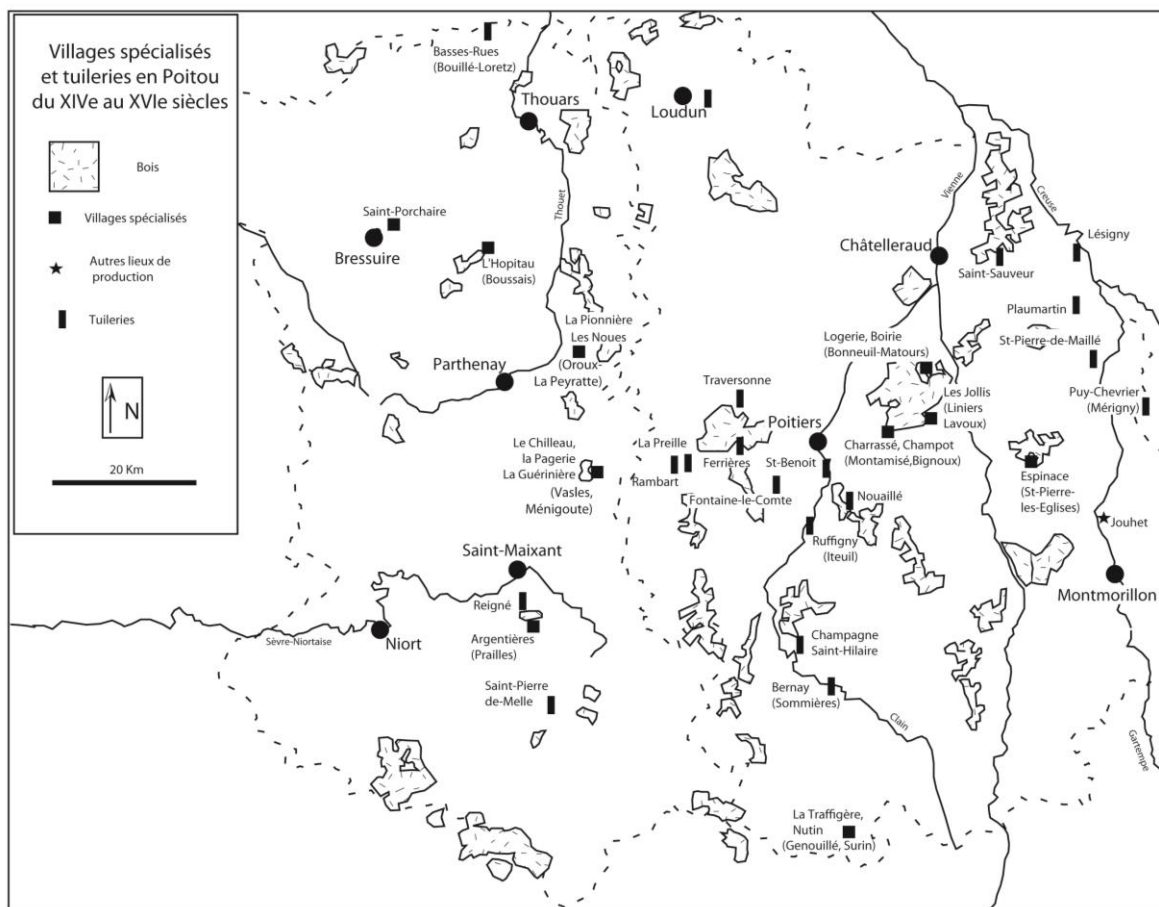 Villages spécialisés
et tuileries en Poitou
du XIVe au XVIe siècles
Bois
Villages spécialisés
Autres lieux de
production
Tuileries
N
20 Km
Basses-Rues
(Bouillé-Loretz)
Thouars
Loudun
Saint-Porchaire
Bressuire
L'Hopitau
(Boussais)
Thouet
Vienne
Creuse
Châtelleraud
Saint-Sauveur
Lésigny
Plaumartin
St-Pierre-de-Maillé
Puy-Chevrier
(Mérigny)
La Pionnière
Les Noues
(Oroux-
La Peyratte)
Parthenay
Logerie, Boirie
(Bonneuil-Matours)
Les Jollis
(Liniers
Lavoux)
Traversonne
Poitiers
Charrassé, Champot
(Montamisé,Bignoux)
Le Chilleau,
la Pagerie
La Guérinière
(Vasles,
Ménigoute)
La Preille
Rambart
Ferrières
St-Benoit
Fontaine-le-Comte
Nouaillé
Ruffigny
(Iteuil)
Espinace
(St-Pierre-
les-Eglises)
Jouhet
Montmorillon
Saint-Maixant
Reigné
Sèvre-Niortaise
Niort
Argentières
(Prailles)
Saint-Pierre
de-Melle
Champagne
Saint-Hilaire
Bernay
(Sommières)
Clain
Gartempe
La Traffigère,
Nutin
(Genouillé, Surin)